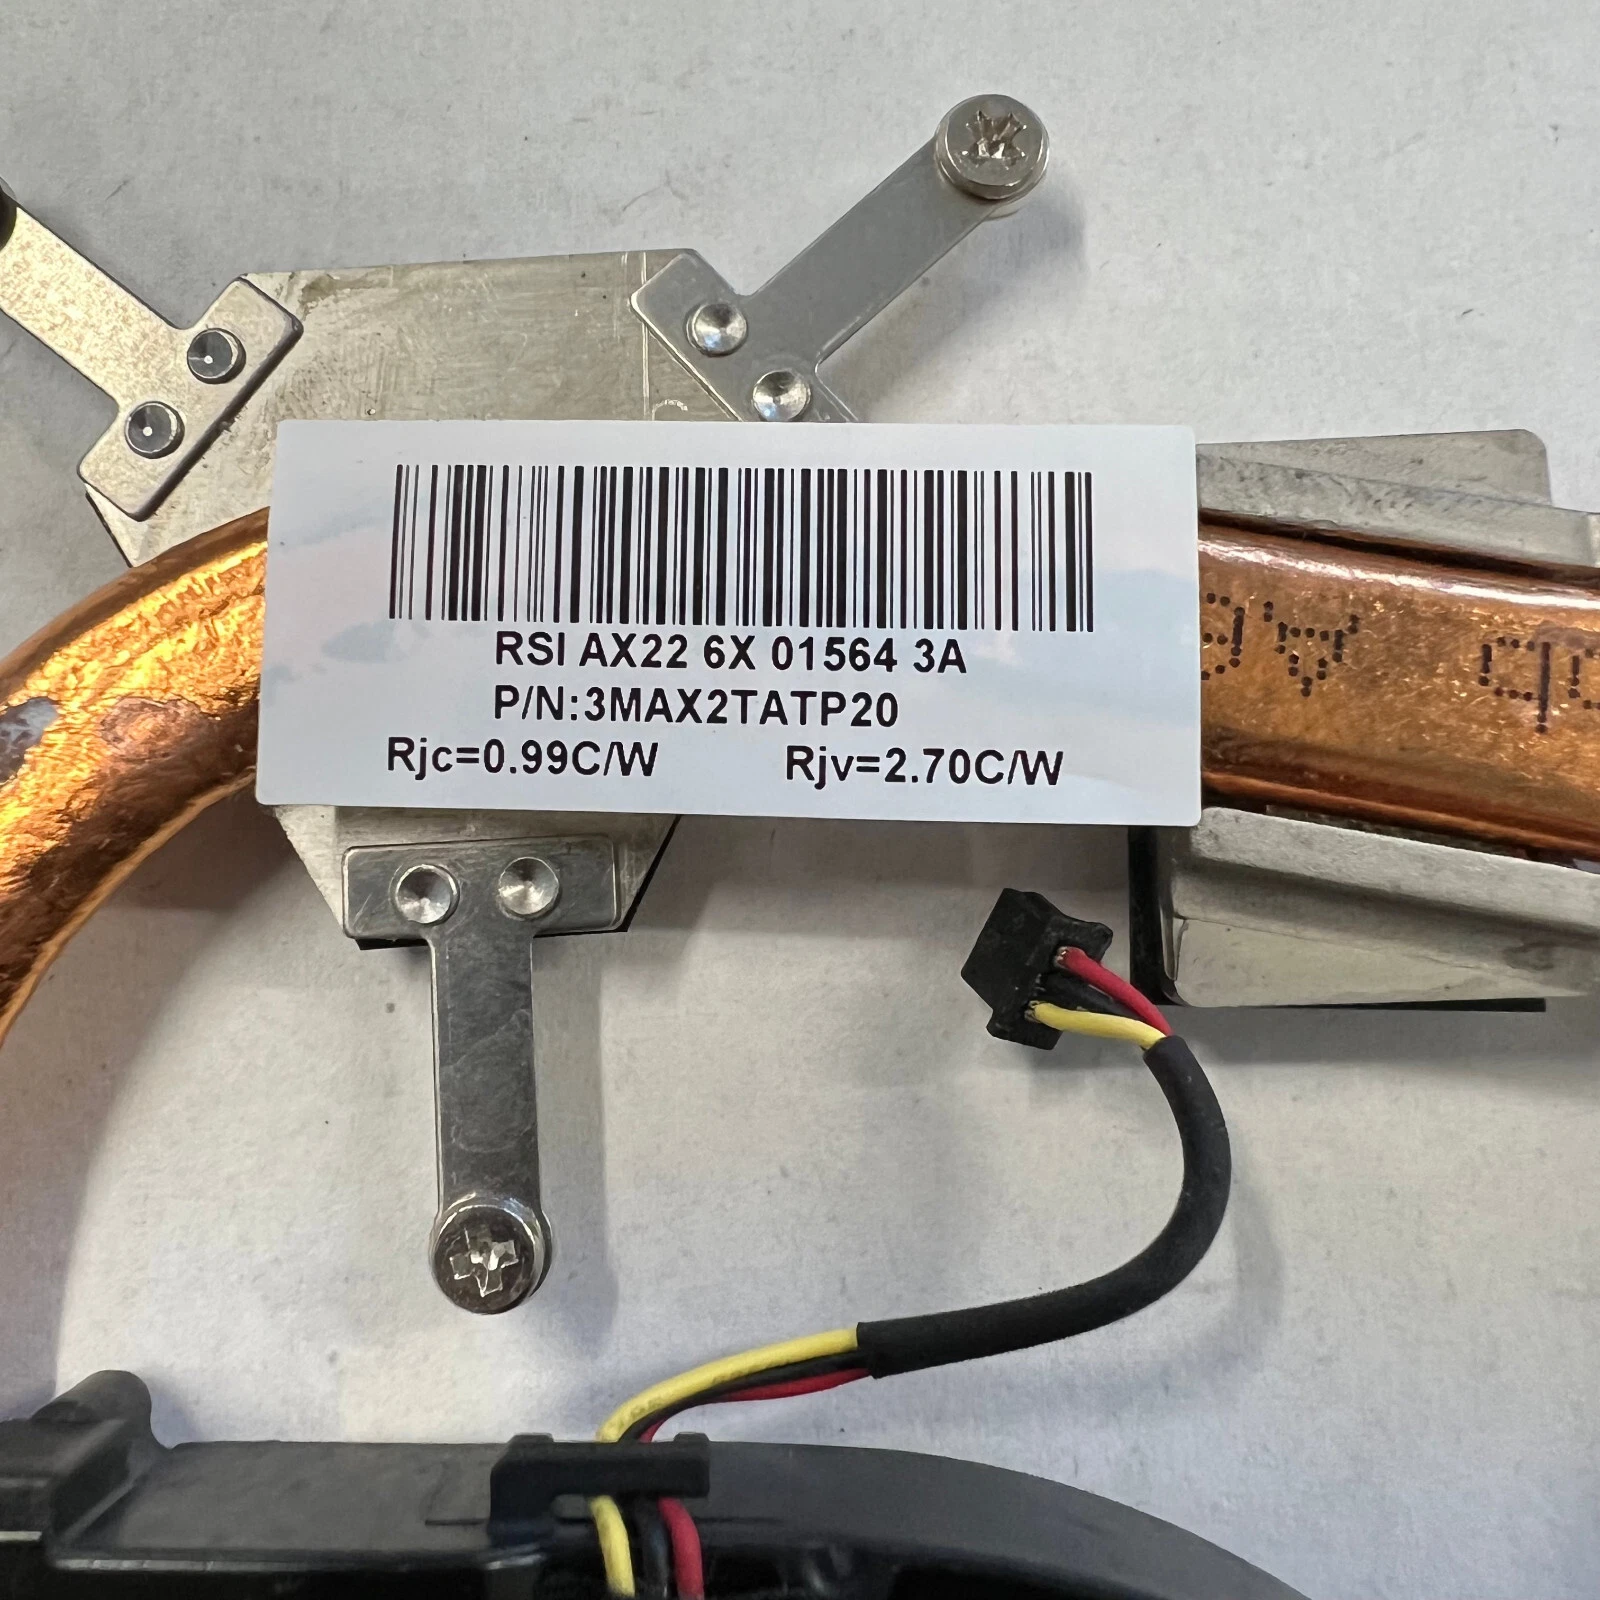 RSI AX22 6X 01564 3A
P/N:3MAX2TATP20
Rjc=0.99C/W Rjv=2.70C/W